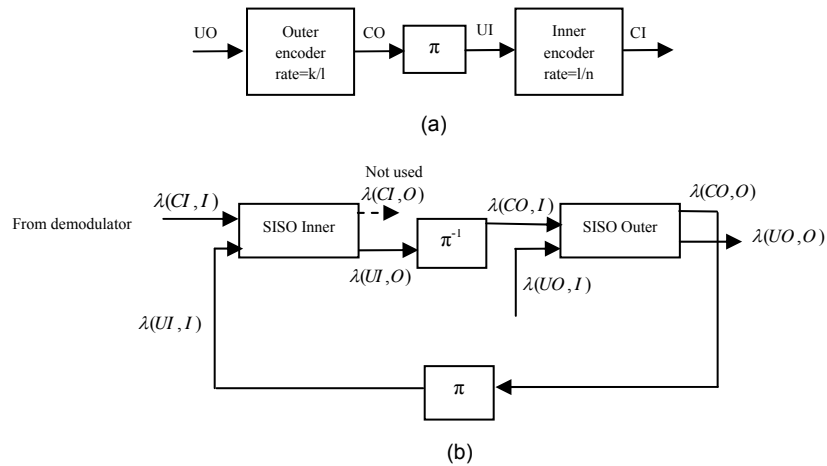 UO
Outer
encoder
rate=k/l
CO
π
UI
Inner
encoder
rate=l/n
CI
(a)
Not used
λ(CI,I)
λ(CI,O)
λ(CO,I)
λ(CO,O)
From demodulator
SISO Inner
π⁻¹
SISO Outer
λ(UO,O)
λ(UI,O)
λ(UO,I)
λ(UI,I)
π
(b)